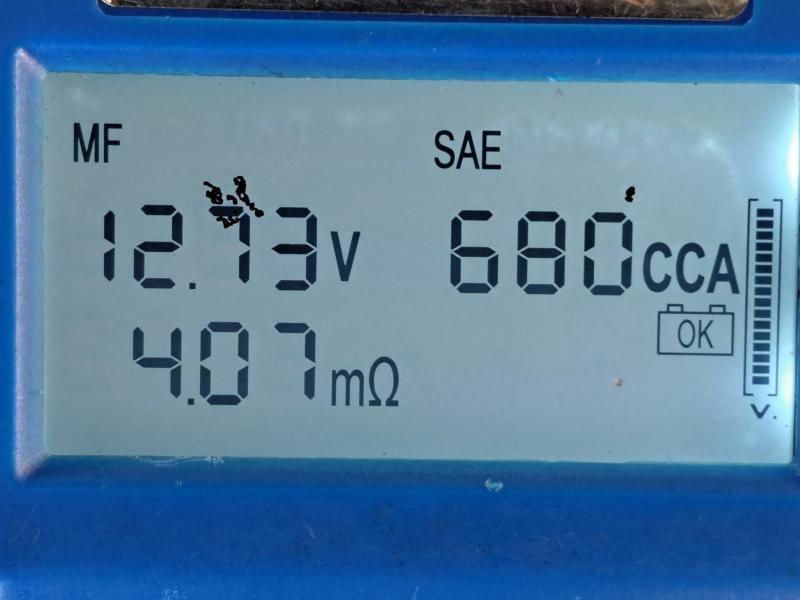 MF SAE
12.73V 680CCA
OK
4.07mΩ
V.